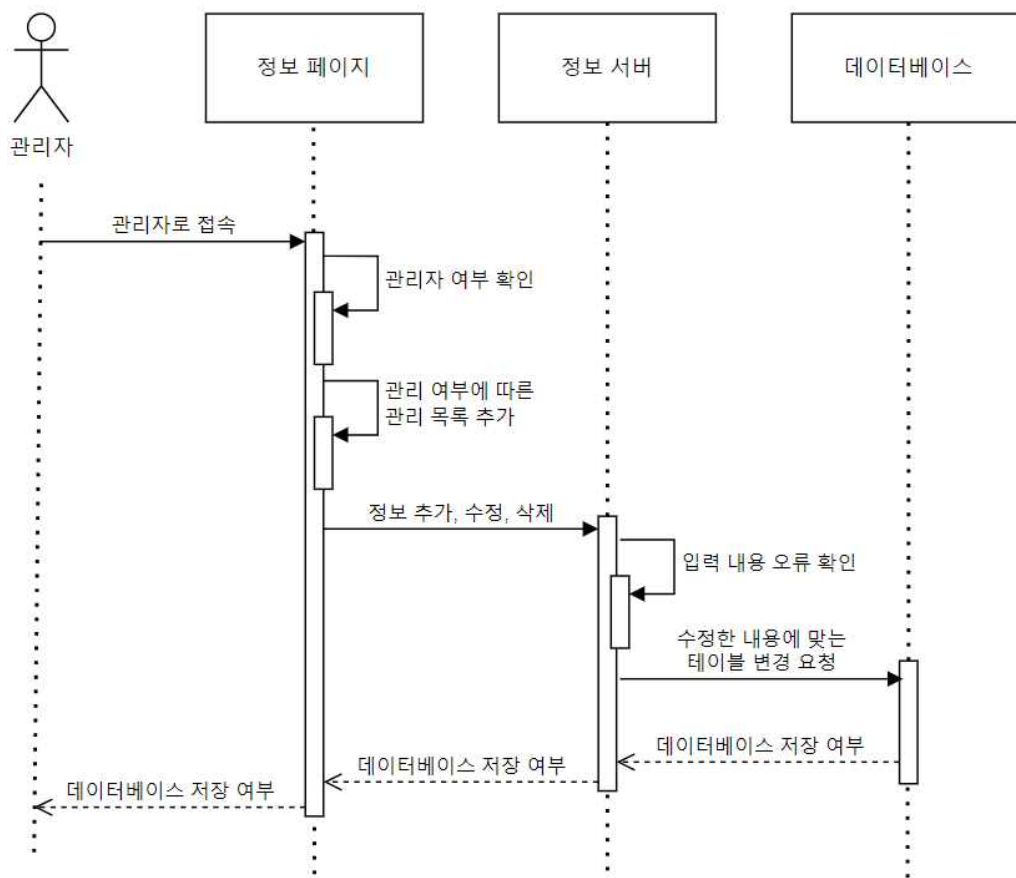 정보 페이지
정보 서버
데이터베이스
관리자
관리자로 접속
관리자 여부 확인
관리 여부에 따른
관리 목록 추가
정보 추가, 수정, 삭제
입력 내용 오류 확인
수정한 내용에 맞는
테이블 변경 요청
데이터베이스 저장 여부
데이터베이스 저장 여부
데이터베이스 저장 여부